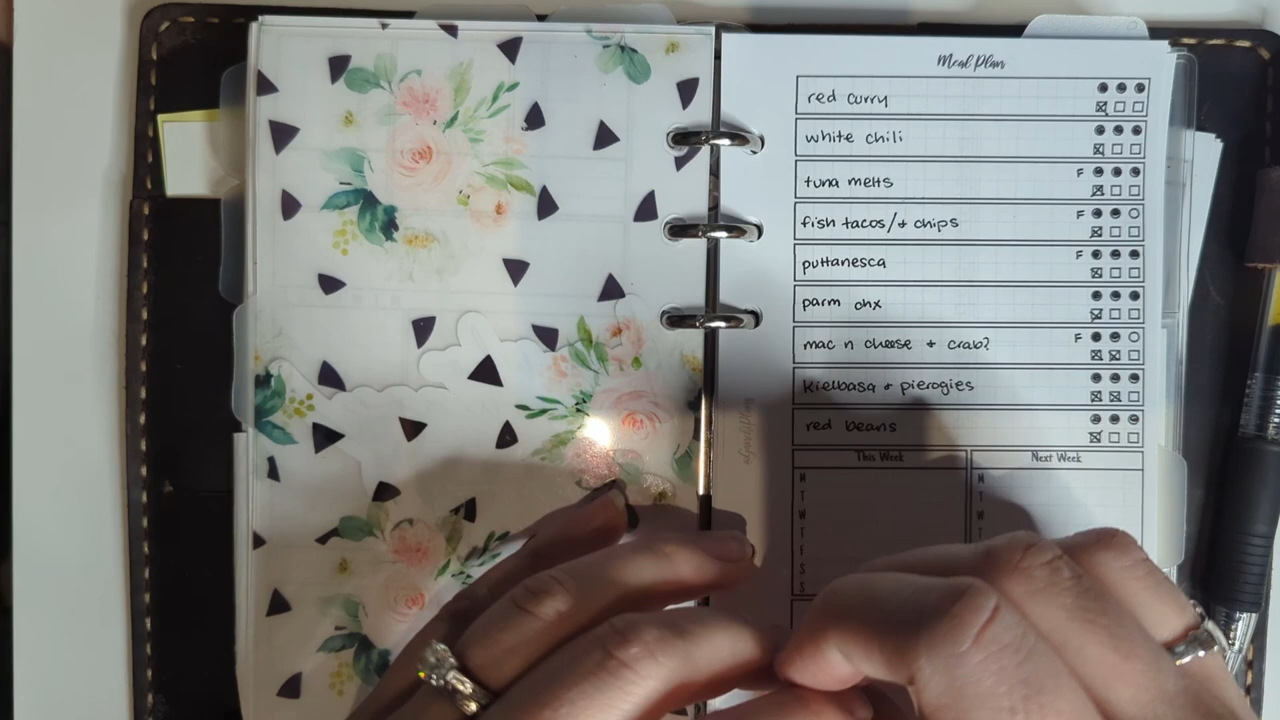 Meal Plan
red curry
white chili
tuna melts F
fish tacos/+ chips F
puttanesca F
parm chx
mac n cheese + crab? F
kielbasa + pierogies
red beans
This Week Next Week
M M
T T
W W
T T
F
S
S